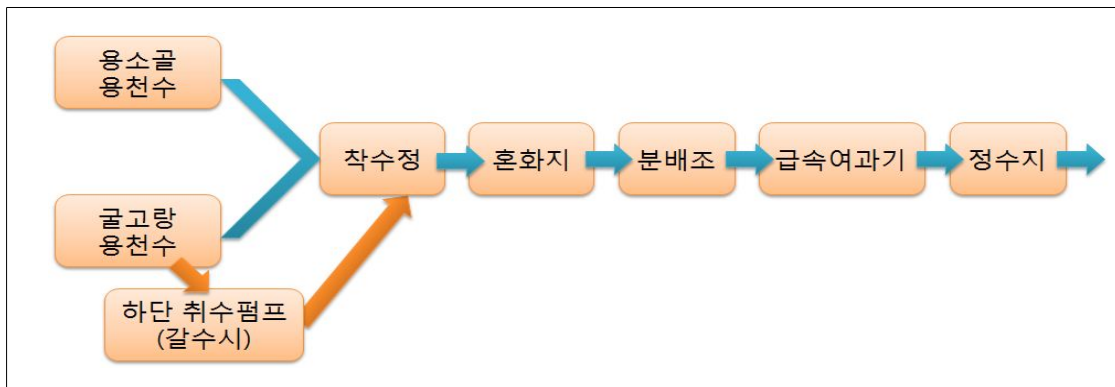 용소골
용천수
굴고랑
용천수
하단 취수펌프
(갈수시)
착수정
혼화지
분배조
급속여과기
정수지